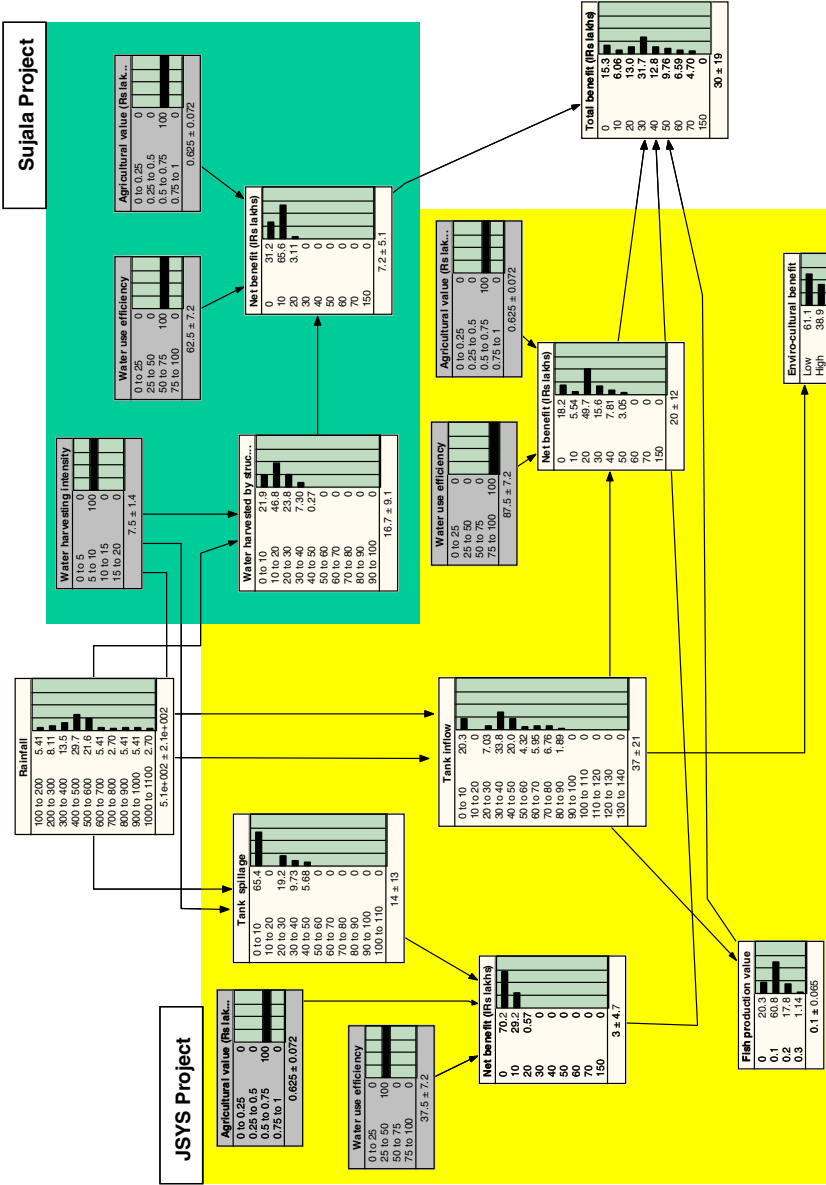 Sujala Project
JSYS Project
Rainfall
100 to 200 5.41
200 to 300 8.11
300 to 400 13.5
400 to 500 29.7
500 to 600 21.6
600 to 700 5.41
700 to 800 2.70
800 to 900 5.41
900 to 1000 5.41
1000 to 1100 2.70
5.1e+002 ± 2.1e+002
Water harvesting intensity
0 to 5 0
5 to 10 100
10 to 15 0
15 to 20 0
7.5 ± 1.4
Water use efficiency
0 to 25 0
25 to 50 0
50 to 75 100
75 to 100 0
62.5 ± 7.2
Agricultural value (Rs lak...
0 to 0.25 0
0.25 to 0.5 0
0.5 to 0.75 100
0.75 to 1 0
0.625 ± 0.072
Agricultural value (Rs lak...
0 to 0.25 0
0.25 to 0.5 0
0.5 to 0.75 100
0.75 to 1 0
0.625 ± 0.072
Tank spillage
0 to 10 65.4
10 to 20 0
20 to 30 19.2
30 to 40 9.73
40 to 50 5.68
50 to 60 0
60 to 70 0
70 to 80 0
80 to 90 0
90 to 100 0
100 to 110 0
14 ± 13
Water harvested by struc...
0 to 10 21.9
10 to 20 46.8
20 to 30 23.8
30 to 40 7.30
40 to 50 0.27
50 to 60 0
60 to 70 0
70 to 80 0
80 to 90 0
90 to 100 0
16.7 ± 9.1
Net benefit (IRs lakhs)
0 31.2
10 65.6
20 3.11
30 0
40 0
50 0
60 0
70 0
150 0
7.2 ± 5.1
Water use efficiency
0 to 25 0
25 to 50 100
50 to 75 0
75 to 100 0
37.5 ± 7.2
Tank inflow
0 to 10 20.3
10 to 20 0
20 to 30 7.03
30 to 40 33.8
40 to 50 20.0
50 to 60 4.32
60 to 70 5.95
70 to 80 6.76
80 to 90 1.89
90 to 100 0
100 to 110 0
110 to 120 0
120 to 130 0
130 to 140 0
37 ± 21
Water use efficiency
0 to 25 0
25 to 50 0
50 to 75 0
75 to 100 100
87.5 ± 7.2
Agricultural value (Rs lak...
0 to 0.25 0
0.25 to 0.5 0
0.5 to 0.75 100
0.75 to 1 0
0.625 ± 0.072
Net benefit (IRs lakhs)
0 70.2
10 29.2
20 0.57
30 0
40 0
50 0
60 0
70 0
150 0
3 ± 4.7
Net benefit (IRs lakhs)
0 18.2
10 5.54
20 49.7
30 15.6
40 7.81
50 3.05
60 0
70 0
150 0
20 ± 12
Total benefit (IRs lakhs)
0 15.3
10 6.06
20 13.0
30 31.7
40 12.8
50 9.76
60 6.59
70 4.70
150 0
30 ± 19
Fish production value
0 20.3
0.1 60.8
0.2 17.8
0.3 1.14
0.1 ± 0.065
Enviro-cultural benefit
Low 61.1
High 38.9